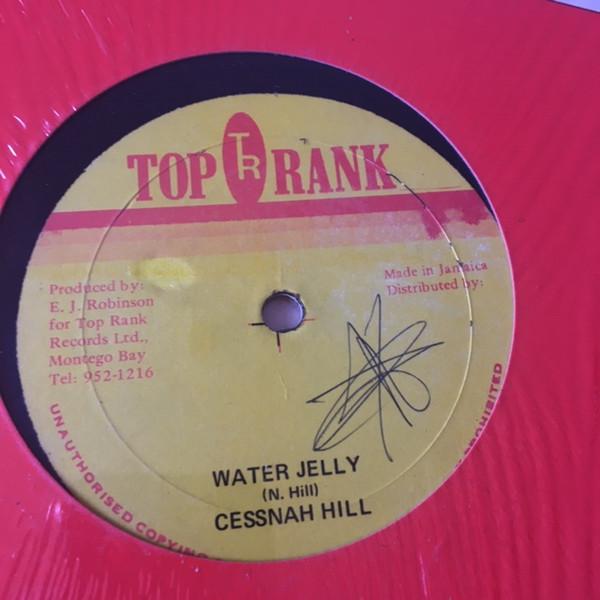 TOP TR RANK
Produced by:
E. J. Robinson
for Top Rank
Records Ltd.,
Montego Bay
Tel: 952-1216
Made in Jamaica
Distributed by:
WATER JELLY
(N. Hill)
CESSNAH HILL
UNAUTHORISED COPYING
PROHIBITED